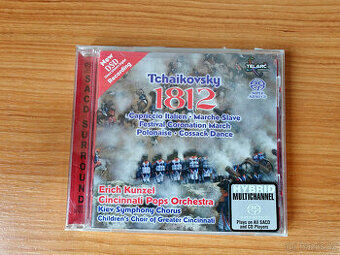 New
DSD
Recording
TELARC
Tchaikovsky
1812
Capriccio Italien • Marche Slave
Festival Coronation March
Polonaise • Cossack Dance
SACD SURROUND
Erich Kunzel
Cincinnati Pops Orchestra
Kiev Symphony Chorus
Children's Choir of Greater Cincinnati
HYBRID
MULTICHANNEL
Plays on All SACD
and CD Players